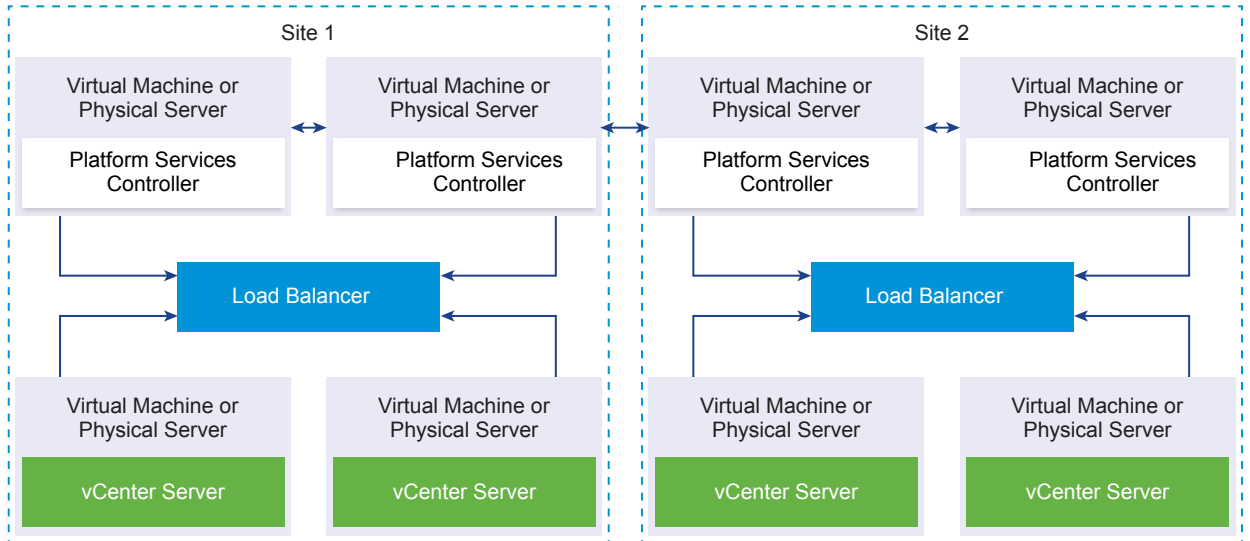 Site 1
Site 2
Virtual Machine or
Physical Server
Virtual Machine or
Physical Server
Virtual Machine or
Physical Server
Virtual Machine or
Physical Server
Platform Services
Controller
Platform Services
Controller
Platform Services
Controller
Platform Services
Controller
Load Balancer
Load Balancer
Virtual Machine or
Physical Server
Virtual Machine or
Physical Server
Virtual Machine or
Physical Server
Virtual Machine or
Physical Server
vCenter Server
vCenter Server
vCenter Server
vCenter Server